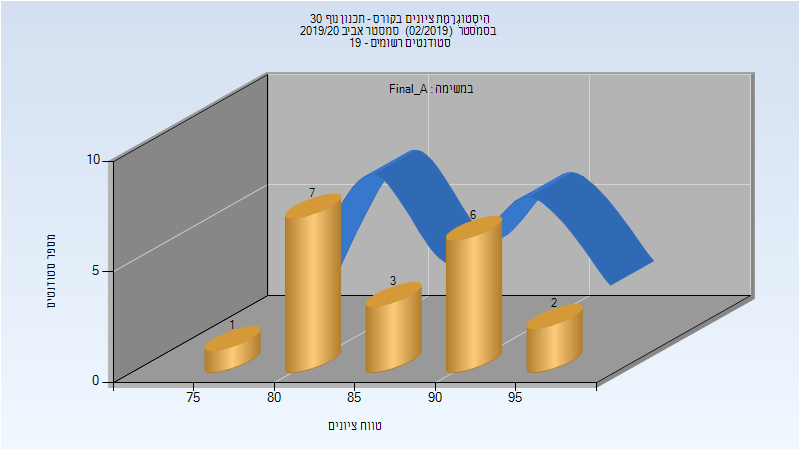 היסטוגרמת ציונים בקורס - תכנון נוף 30
בסמסטר (02/2019) סמסטר אביב 2019/20
סטודנטים רשומים - 19
במשימה : Final_A
10
5
0
מספר סטודנטים
1
7
3
6
2
75
80
85
90
95
טווח ציונים